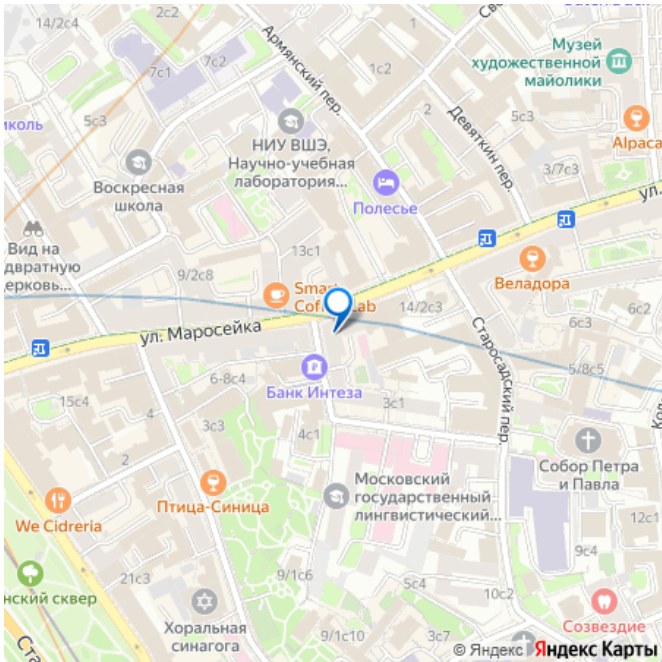 14/2с4
2с2
Армянский пер.
Музей
художественной
майолики
7с1
7с2
1с2
5с3
2
Девяткин пер.
Alpaca
НИУ ВШЭ,
Научно-учебная
лаборатория...
Воскресная
школа
3/7с3
Полесье
ул.
Вид на
13с1
9/2с8
Веладора
14/2с3
6с2
6с3
ул. Маросейка
Старосадский пер.
5/8с5
6-8с4
Банк Интеза
15с4
3с1
3с3
4с1
4
2
Собор Петра
и Павла
Московский
государственный
лингвистический...
Птица-Синица
We Cidreria
12с1
9с4
21с3
9/1с6
5с4
10с2
Хоральная
синагога
Созвездие
9/1с10
3с7
© Яндекс Яндекс Карты